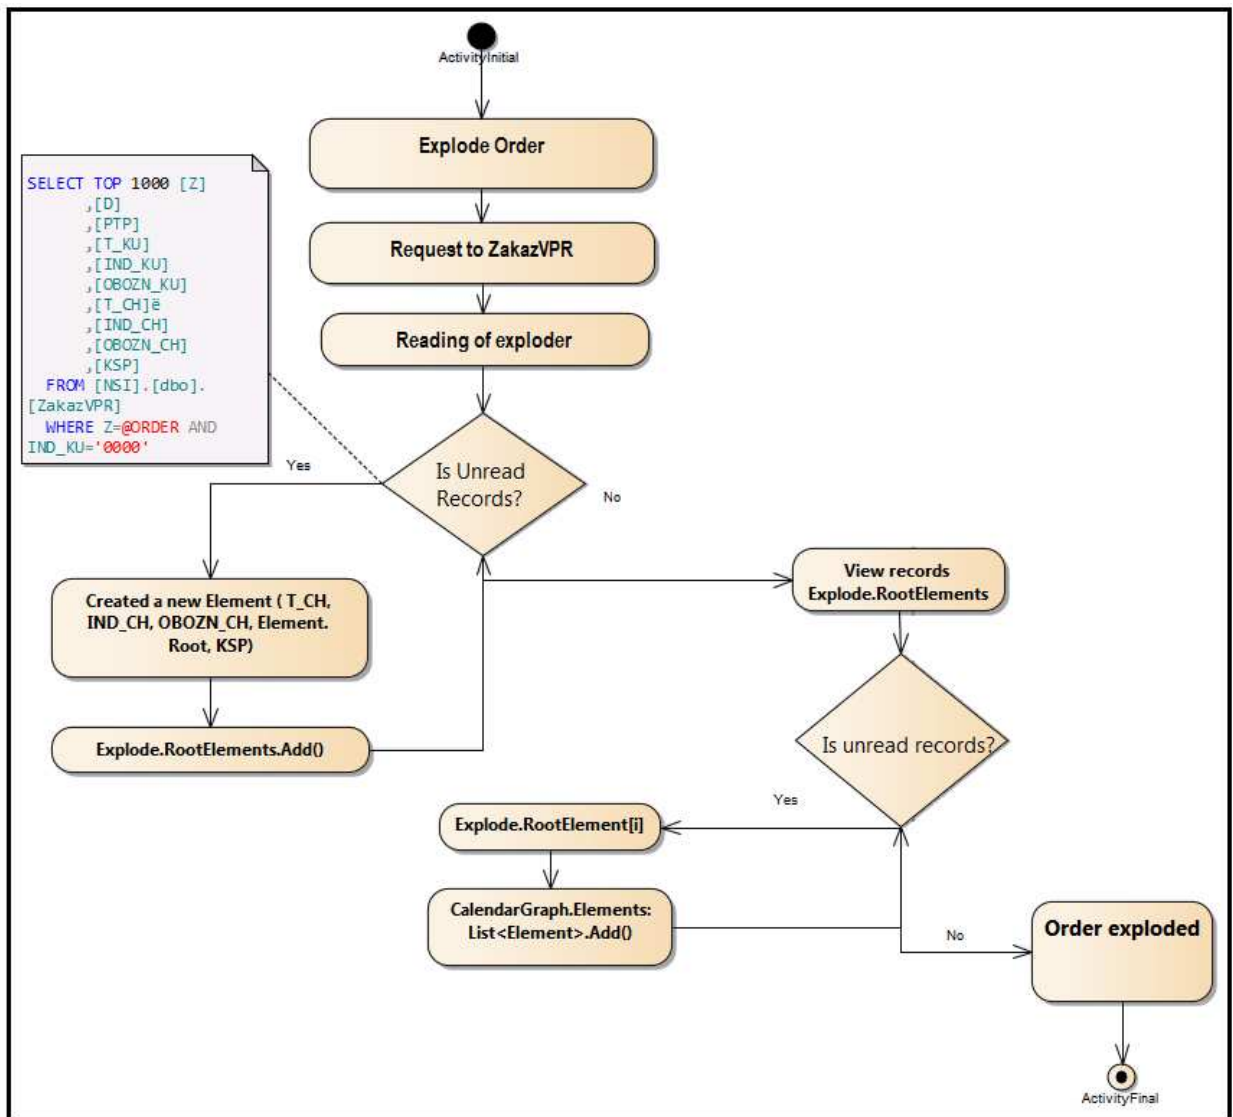 ActivityInitial
Explode Order
SELECT TOP 1000 [Z]
,[D]
,[PTP]
,[T_KU]
,[IND_KU]
,[OBOZN_KU]
,[T_CH]ё
,[IND_CH]
,[OBOZN_CH]
,[KSP]
FROM [NSI].[dbo].
[ZakazVPR]
WHERE Z=@ORDER AND
IND_KU='0000'
Request to ZakazVPR
Reading of exploder
Is Unread
Records?
Yes
No
Created a new Element ( T_CH,
IND_CH, OBOZN_CH, Element.
Root, KSP)
Explode.RootElements.Add()
View records
Explode.RootElements
Is unread records?
Yes
Explode.RootElement[i]
CalendarGraph.Elements:
List<Element>.Add()
No
Order exploded
ActivityFinal